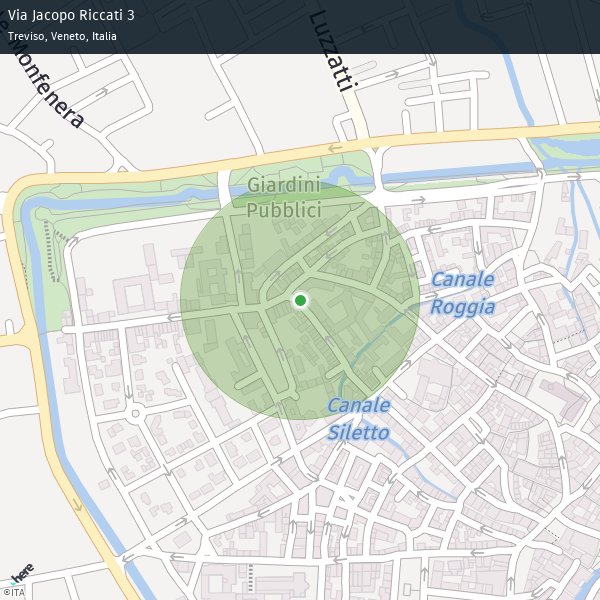 Via Jacopo Riccati 3
Treviso, Veneto, Italia
Luzzatti
Monfenera
Giardini
Pubblici
Canale
Roggia
Canale
Siletto
here
©ITA